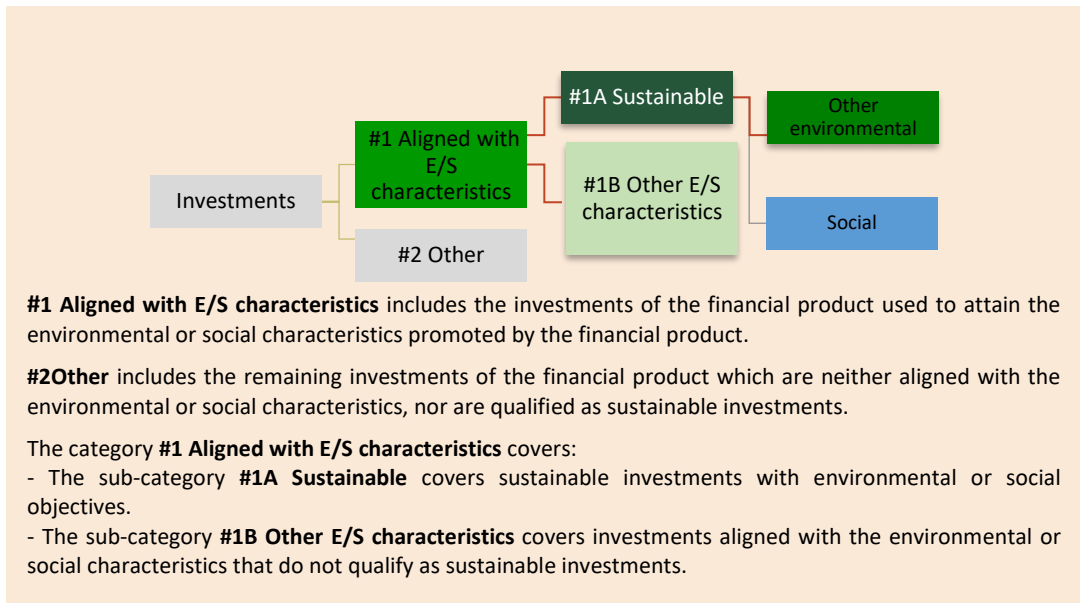 #1A Sustainable
Other
environmental
#1 Aligned with
E/S
characteristics
#1B Other E/S
characteristics
Investments
Social
#2 Other
#1 Aligned with E/S characteristics includes the investments of the financial product used to attain the
environmental or social characteristics promoted by the financial product.
#2Other includes the remaining investments of the financial product which are neither aligned with the
environmental or social characteristics, nor are qualified as sustainable investments.
The category #1 Aligned with E/S characteristics covers:
- The sub-category #1A Sustainable covers sustainable investments with environmental or social
objectives.
- The sub-category #1B Other E/S characteristics covers investments aligned with the environmental or
social characteristics that do not qualify as sustainable investments.